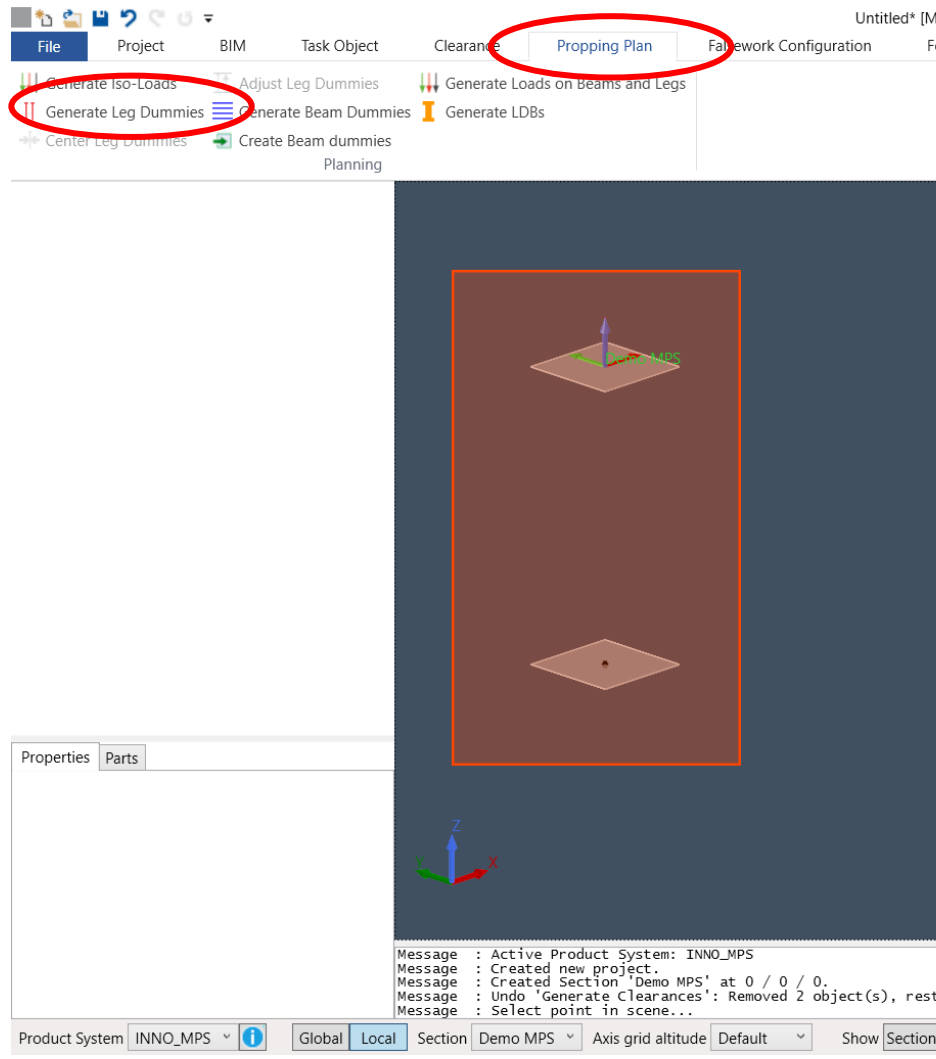 Untitled* [M
File Project BIM Task Object Clearance Propping Plan Falsework Configuration F
Generate Iso-Loads Adjust Leg Dummies Generate Loads on Beams and Legs
Generate Leg Dummies Generate Beam Dummies Generate LDBs
Center Leg Dummies Create Beam dummies
Planning
Demo MPS
Properties Parts
Z
Y X
Message : Active Product System: INNO_MPS
Message : Created new project.
Message : Created Section 'Demo MPS' at 0 / 0 / 0.
Message : Undo 'Generate Clearances': Removed 2 object(s), rest
Message : Select point in scene...
Product System INNO_MPS Global Local Section Demo MPS Axis grid altitude Default Show Section